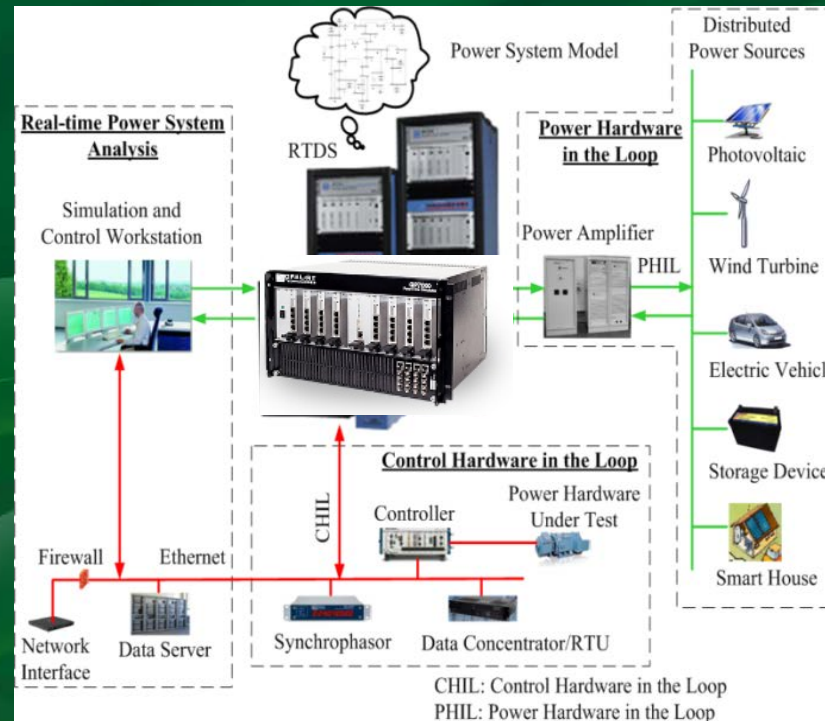 Power System Model
Distributed
Power Sources
Real-time Power System
Analysis
RTDS
Power Hardware
in the Loop
Photovoltaic
Simulation and
Control Workstation
Power Amplifier
PHIL
Wind Turbine
OPAL-RT
Electric Vehicl
Storage Device
Control Hardware in the Loop
CHIL
Controller
Power Hardware
Under Test
Firewall
Ethernet
Smart House
Network
Interface
Data Server
Synchrophasor
Data Concentrator/RTU
CHIL: Control Hardware in the Loop
PHIL: Power Hardware in the Loop